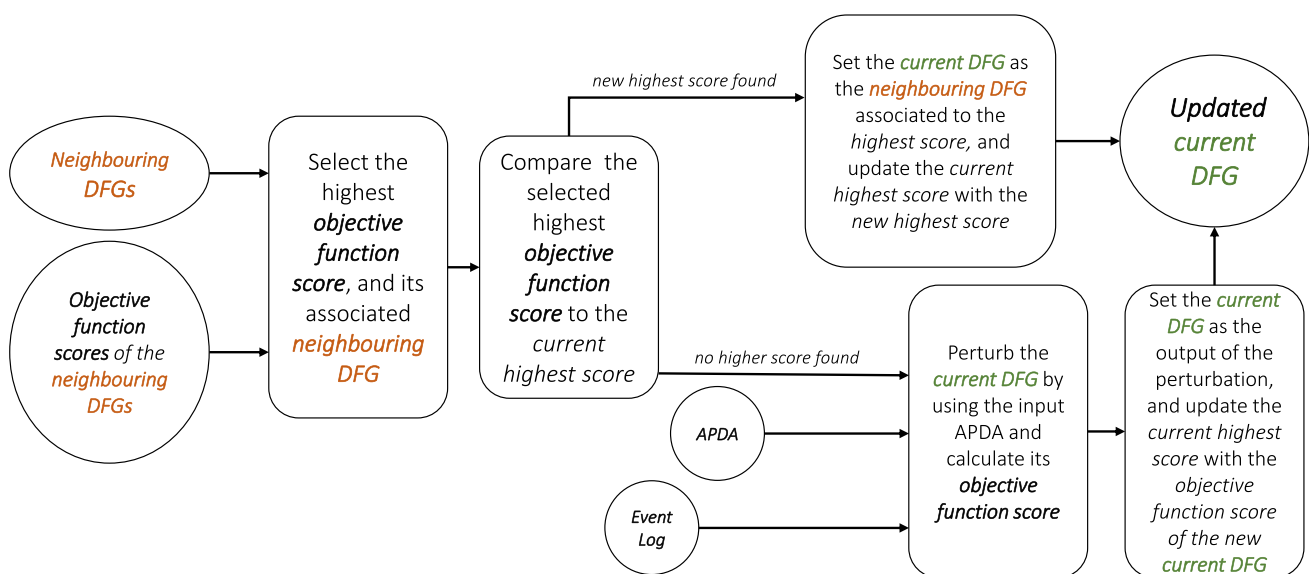 Neighbouring
DFGs
Objective
function
scores of the
neighbouring
DFGs
Select the
highest
objective
function
score, and its
associated
neighbouring
DFG
Compare the
selected
highest
objective
function
score to the
current
highest score
new highest score found
Set the current DFG as
the neighbouring DFG
associated to the
highest score, and
update the current
highest score with the
new highest score
Updated
current
DFG
no higher score found
APDA
Event
Log
Perturb the
current DFG by
using the input
APDA and
calculate its
objective
function score
Set the current
DFG as the
output of the
perturbation,
and update the
current highest
score with the
objective
function score
of the new
current DFG